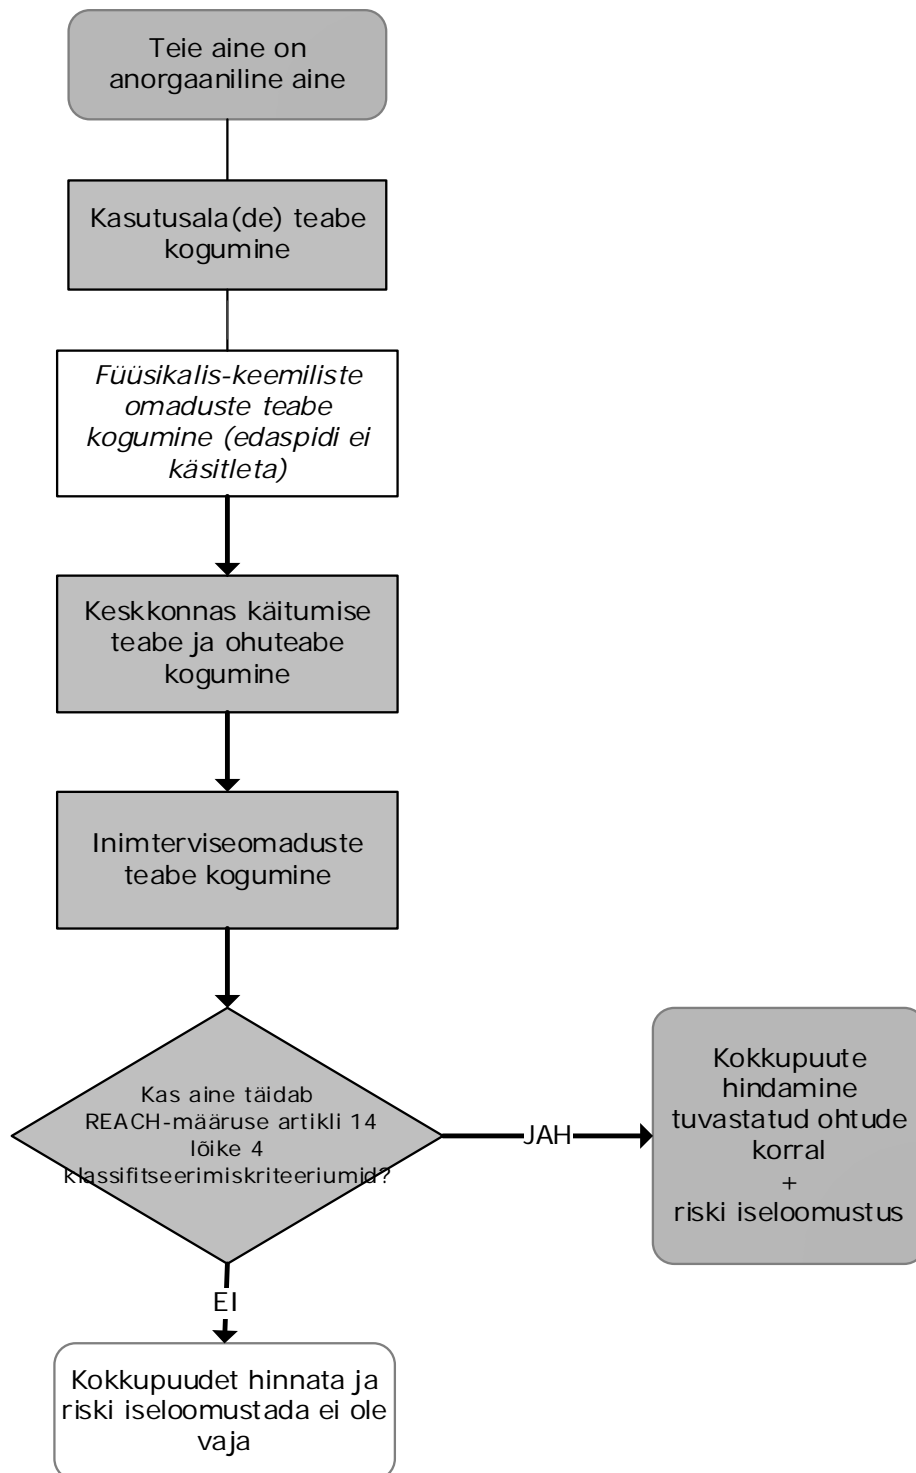 Teie aine on
anorgaaniline aine
Kasutusala(de) teabe
kogumine
Füüsikalis-keemiliste
omaduste teabe
kogumine (edaspidi ei
käsitleta)
Keskkonnas käitumise
teabe ja ohuteabe
kogumine
Inimterviseomaduste
teabe kogumine
Kas aine täidab
REACH-määruse artikli 14
lõike 4
klassifitseerimiskriteeriumid?
JAH
Kokkupuute
hindamine
tuvastatud ohtude
korral
+
riski iseloomustus
EI
Kokkupuudet hinnata ja
riski iseloomustada ei ole
vaja